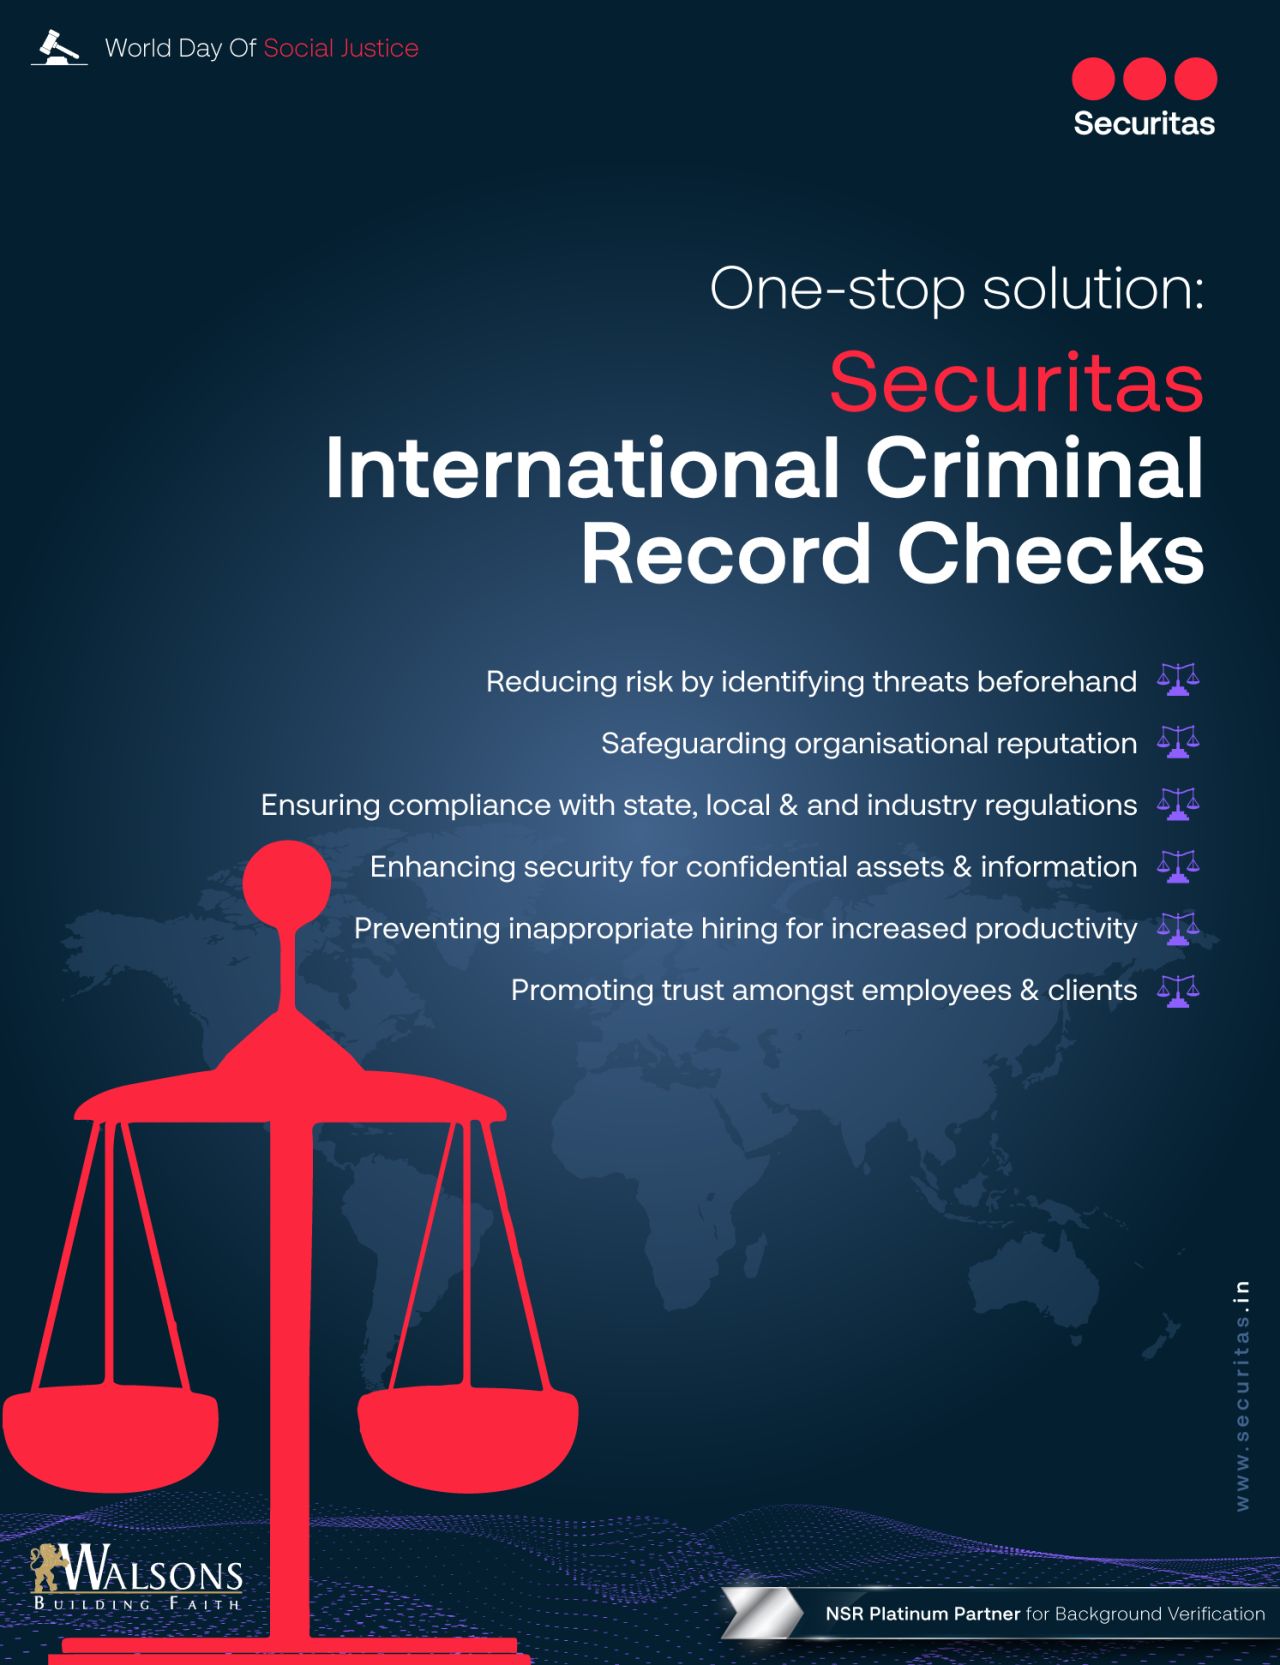 World Day Of Social Justice
Securitas
One-stop solution:
Securitas
International Criminal
Record Checks
Reducing risk by identifying threats beforehand
Safeguarding organisational reputation
Ensuring compliance with state, local & and industry regulations
Enhancing security for confidential assets & information
Preventing inappropriate hiring for increased productivity
Promoting trust amongst employees & clients
www.securitas.in
WALSONS
BUILDING FAITH
NSR Platinum Partner for Background Verification